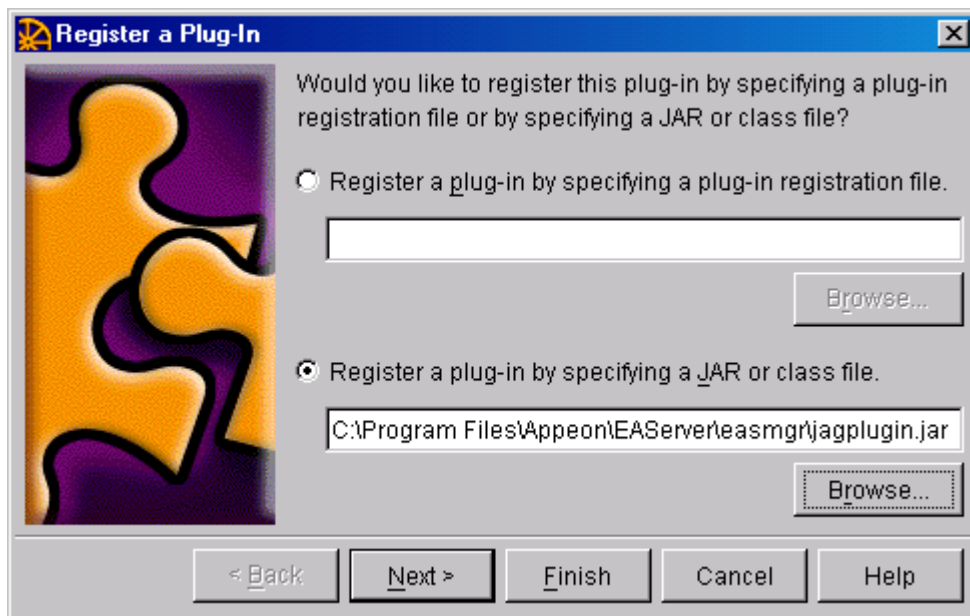 Register a Plug-In
Would you like to register this plug-in by specifying a plug-in
registration file or by specifying a JAR or class file?
Register a plug-in by specifying a plug-in registration file.
Browse...
Register a plug-in by specifying a JAR or class file.
C:\Program Files\Appeon\EAServer\easmgr\jagplugin.jar
Browse...
< Back
Next >
Finish
Cancel
Help